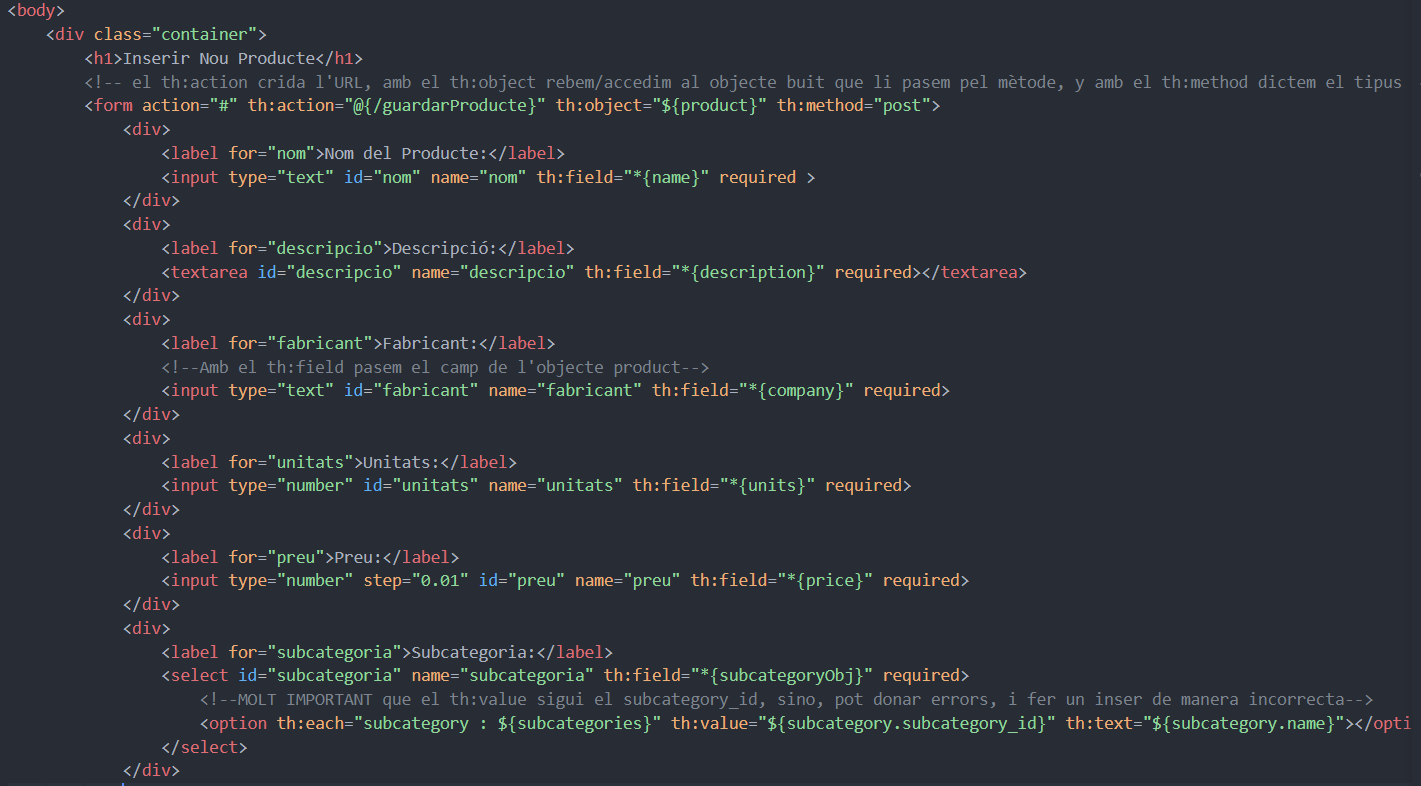 <body>
<div class="container">
<h1>Inserir Nou Producte</h1>
<!-- el th:action crida l'URL, amb el th:object rebem/accedim al objecte buit que li pasem pel mètode, y amb el th:method dictem el tipus
<form action="#" th:action="@{/guardarProducte}" th:object="${product}" th:method="post">
<div>
<label for="nom">Nom del Producte:</label>
<input type="text" id="nom" name="nom" th:field="*{name}" required >
</div>
<div>
<label for="descripcio">Descripció:</label>
<textarea id="descripcio" name="descripcio" th:field="*{description}" required></textarea>
</div>
<div>
<label for="fabricant">Fabricant:</label>
<!--Amb el th:field pasem el camp de l'objecte product-->
<input type="text" id="fabricant" name="fabricant" th:field="*{company}" required>
</div>
<div>
<label for="unitats">Unitats:</label>
<input type="number" id="unitats" name="unitats" th:field="*{units}" required>
</div>
<div>
<label for="preu">Preu:</label>
<input type="number" step="0.01" id="preu" name="preu" th:field="*{price}" required>
</div>
<div>
<label for="subcategoria">Subcategoria:</label>
<select id="subcategoria" name="subcategoria" th:field="*{subcategoryObj}" required>
<!--MOLT IMPORTANT que el th:value sigui el subcategory_id, sino, pot donar errors, i fer un inser de manera incorrecta-->
<option th:each="subcategory : ${subcategories}" th:value="${subcategory.subcategory_id}" th:text="${subcategory.name}"></opti
</select>
</div>